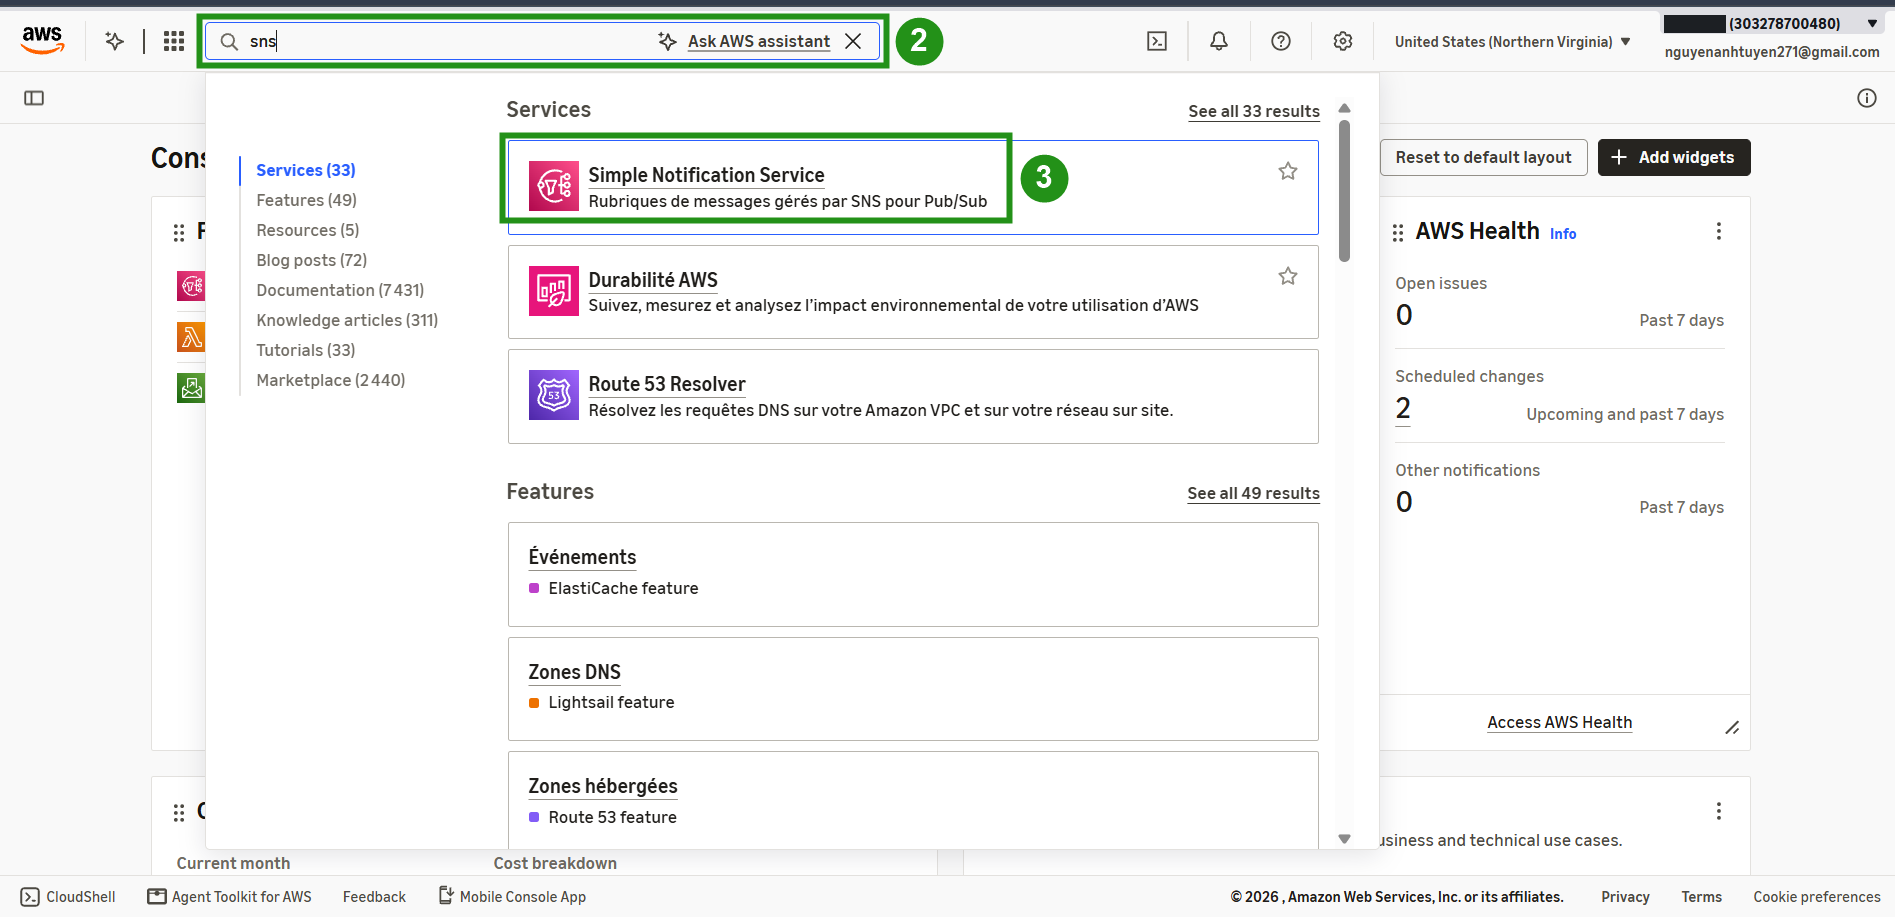 aws
sns
Ask AWS assistant
2
United States (Northern Virginia)
(303278700480)
nguyenanhtuyen271@gmail.com
Cons
Services (33)
Features (49)
Resources (5)
Blog posts (72)
Documentation (7 431)
Knowledge articles (311)
Tutorials (33)
Marketplace (2 440)
Services
See all 33 results
Simple Notification Service
Rubriques de messages gérés par SNS pour Pub/Sub
3
Durabilité AWS
Suivez, mesurez et analysez l’impact environnemental de votre utilisation d’AWS
53
Route 53 Resolver
Résolvez les requêtes DNS sur votre Amazon VPC et sur votre réseau sur site.
Features
See all 49 results
Événements
ElastiCache feature
Zones DNS
Lightsail feature
Zones hébergées
Route 53 feature
Reset to default layout
Add widgets
AWS Health Info
Open issues
0
Past 7 days
Scheduled changes
2
Upcoming and past 7 days
Other notifications
0
Past 7 days
Access AWS Health
usiness and technical use cases.
Current month
Cost breakdown
CloudShell
Agent Toolkit for AWS
Feedback
Mobile Console App
© 2026 , Amazon Web Services, Inc. or its affiliates.
Privacy
Terms
Cookie preferences